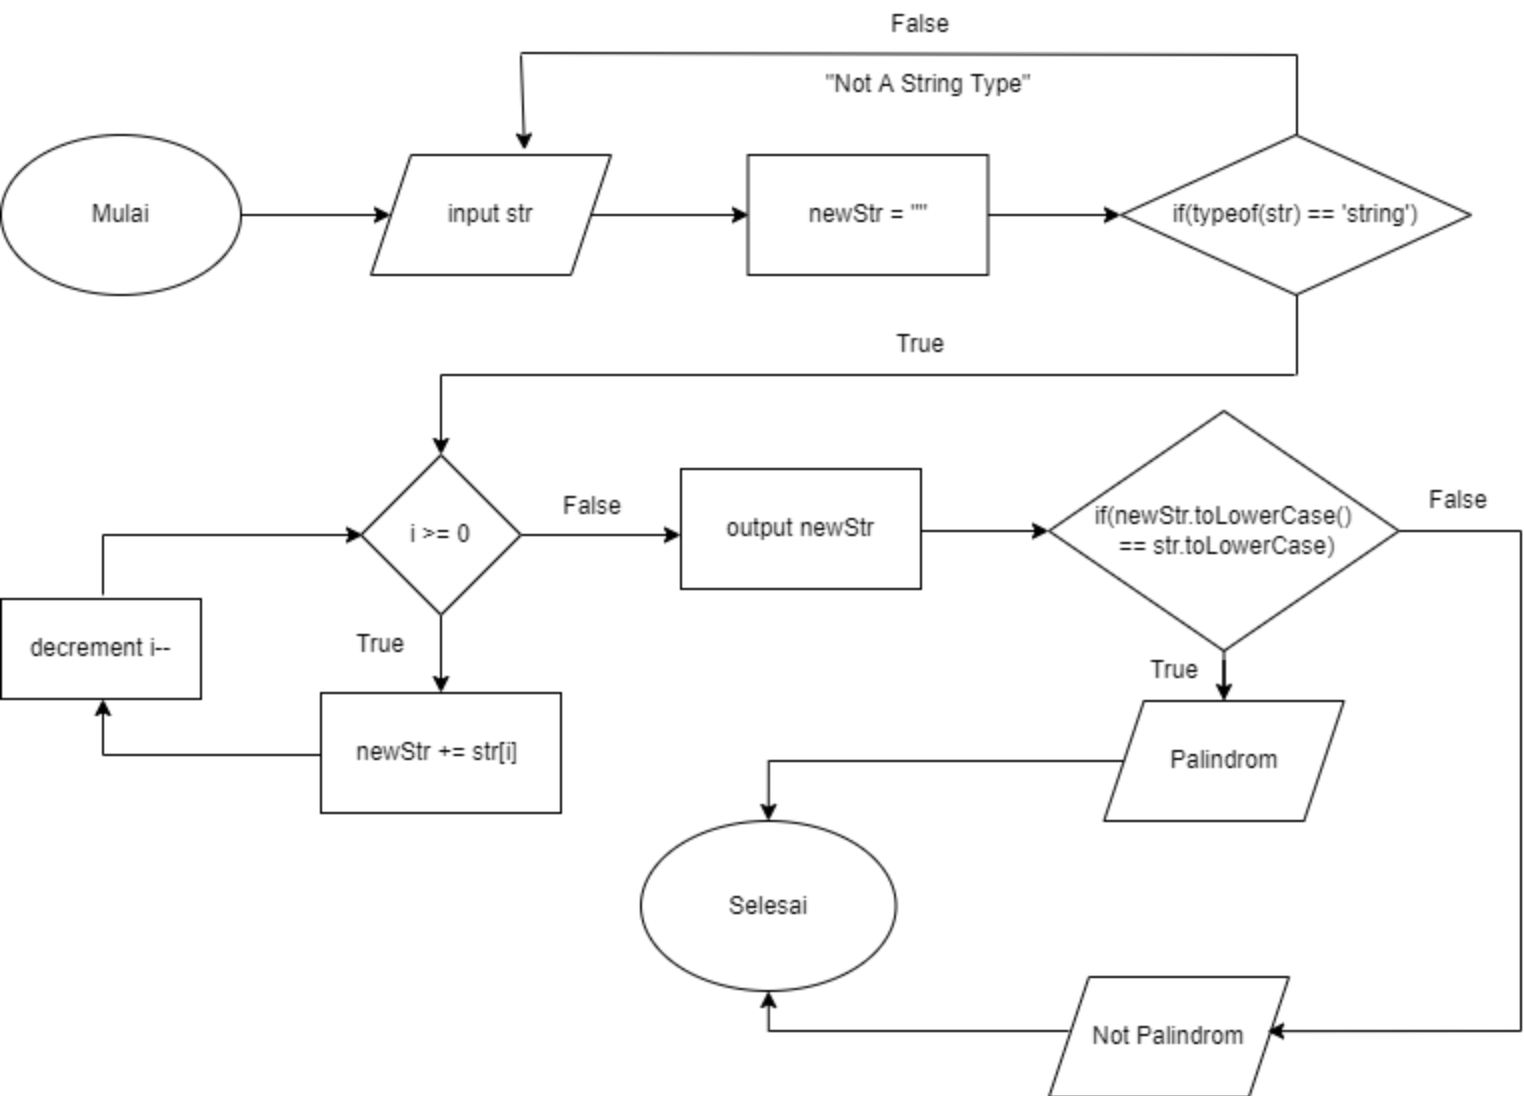 False
"Not A String Type"
Mulai
input str
newStr = ""
if(typeof(str) == 'string')
True
i >= 0
False
output newStr
if(newStr.toLowerCase()
== str.toLowerCase)
False
decrement i--
True
newStr += str[i]
True
Palindrom
Selesai
Not Palindrom